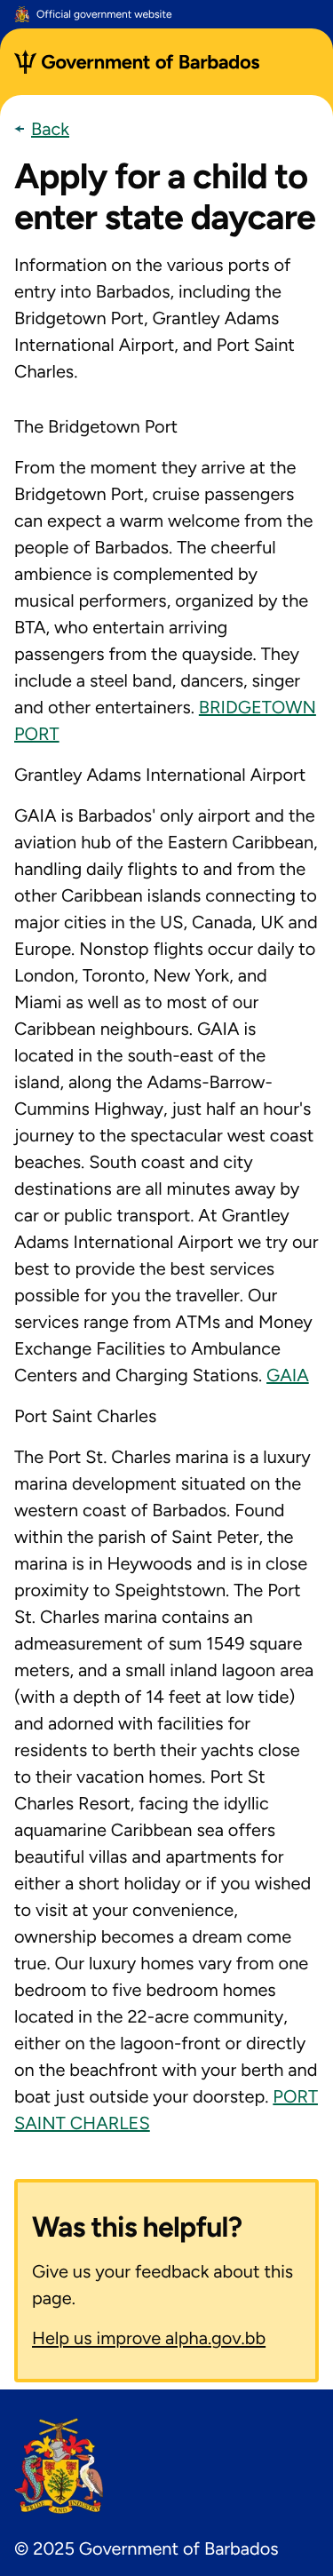 Official government website
Government of Barbados
Back
Apply for a child to
enter state daycare
Information on the various ports of
entry into Barbados, including the
Bridgetown Port, Grantley Adams
International Airport, and Port Saint
Charles.
The Bridgetown Port
From the moment they arrive at the
Bridgetown Port, cruise passengers
can expect a warm welcome from the
people of Barbados. The cheerful
ambience is complemented by
musical performers, organized by the
BTA, who entertain arriving
passengers from the quayside. They
include a steel band, dancers, singer
and other entertainers. BRIDGETOWN
PORT
Grantley Adams International Airport
GAIA is Barbados' only airport and the
aviation hub of the Eastern Caribbean,
handling daily flights to and from the
other Caribbean islands connecting to
major cities in the US, Canada, UK and
Europe. Nonstop flights occur daily to
London, Toronto, New York, and
Miami as well as to most of our
Caribbean neighbours. GAIA is
located in the south-east of the
island, along the Adams-Barrow-
Cummins Highway, just half an hour's
journey to the spectacular west coast
beaches. South coast and city
destinations are all minutes away by
car or public transport. At Grantley
Adams International Airport we try our
best to provide the best services
possible for you the traveller. Our
services range from ATMs and Money
Exchange Facilities to Ambulance
Centers and Charging Stations. GAIA
Port Saint Charles
The Port St. Charles marina is a luxury
marina development situated on the
western coast of Barbados. Found
within the parish of Saint Peter, the
marina is in Heywoods and is in close
proximity to Speightstown. The Port
St. Charles marina contains an
admeasurement of sum 1549 square
meters, and a small inland lagoon area
(with a depth of 14 feet at low tide)
and adorned with facilities for
residents to berth their yachts close
to their vacation homes. Port St
Charles Resort, facing the idyllic
aquamarine Caribbean sea offers
beautiful villas and apartments for
either a short holiday or if you wished
to visit at your convenience,
ownership becomes a dream come
true. Our luxury homes vary from one
bedroom to five bedroom homes
located in the 22-acre community,
either on the lagoon-front or directly
on the beachfront with your berth and
boat just outside your doorstep. PORT
SAINT CHARLES
Was this helpful?
Give us your feedback about this
page.
Help us improve alpha.gov.bb
PRIDE AND INDUSTRY
© 2025 Government of Barbados